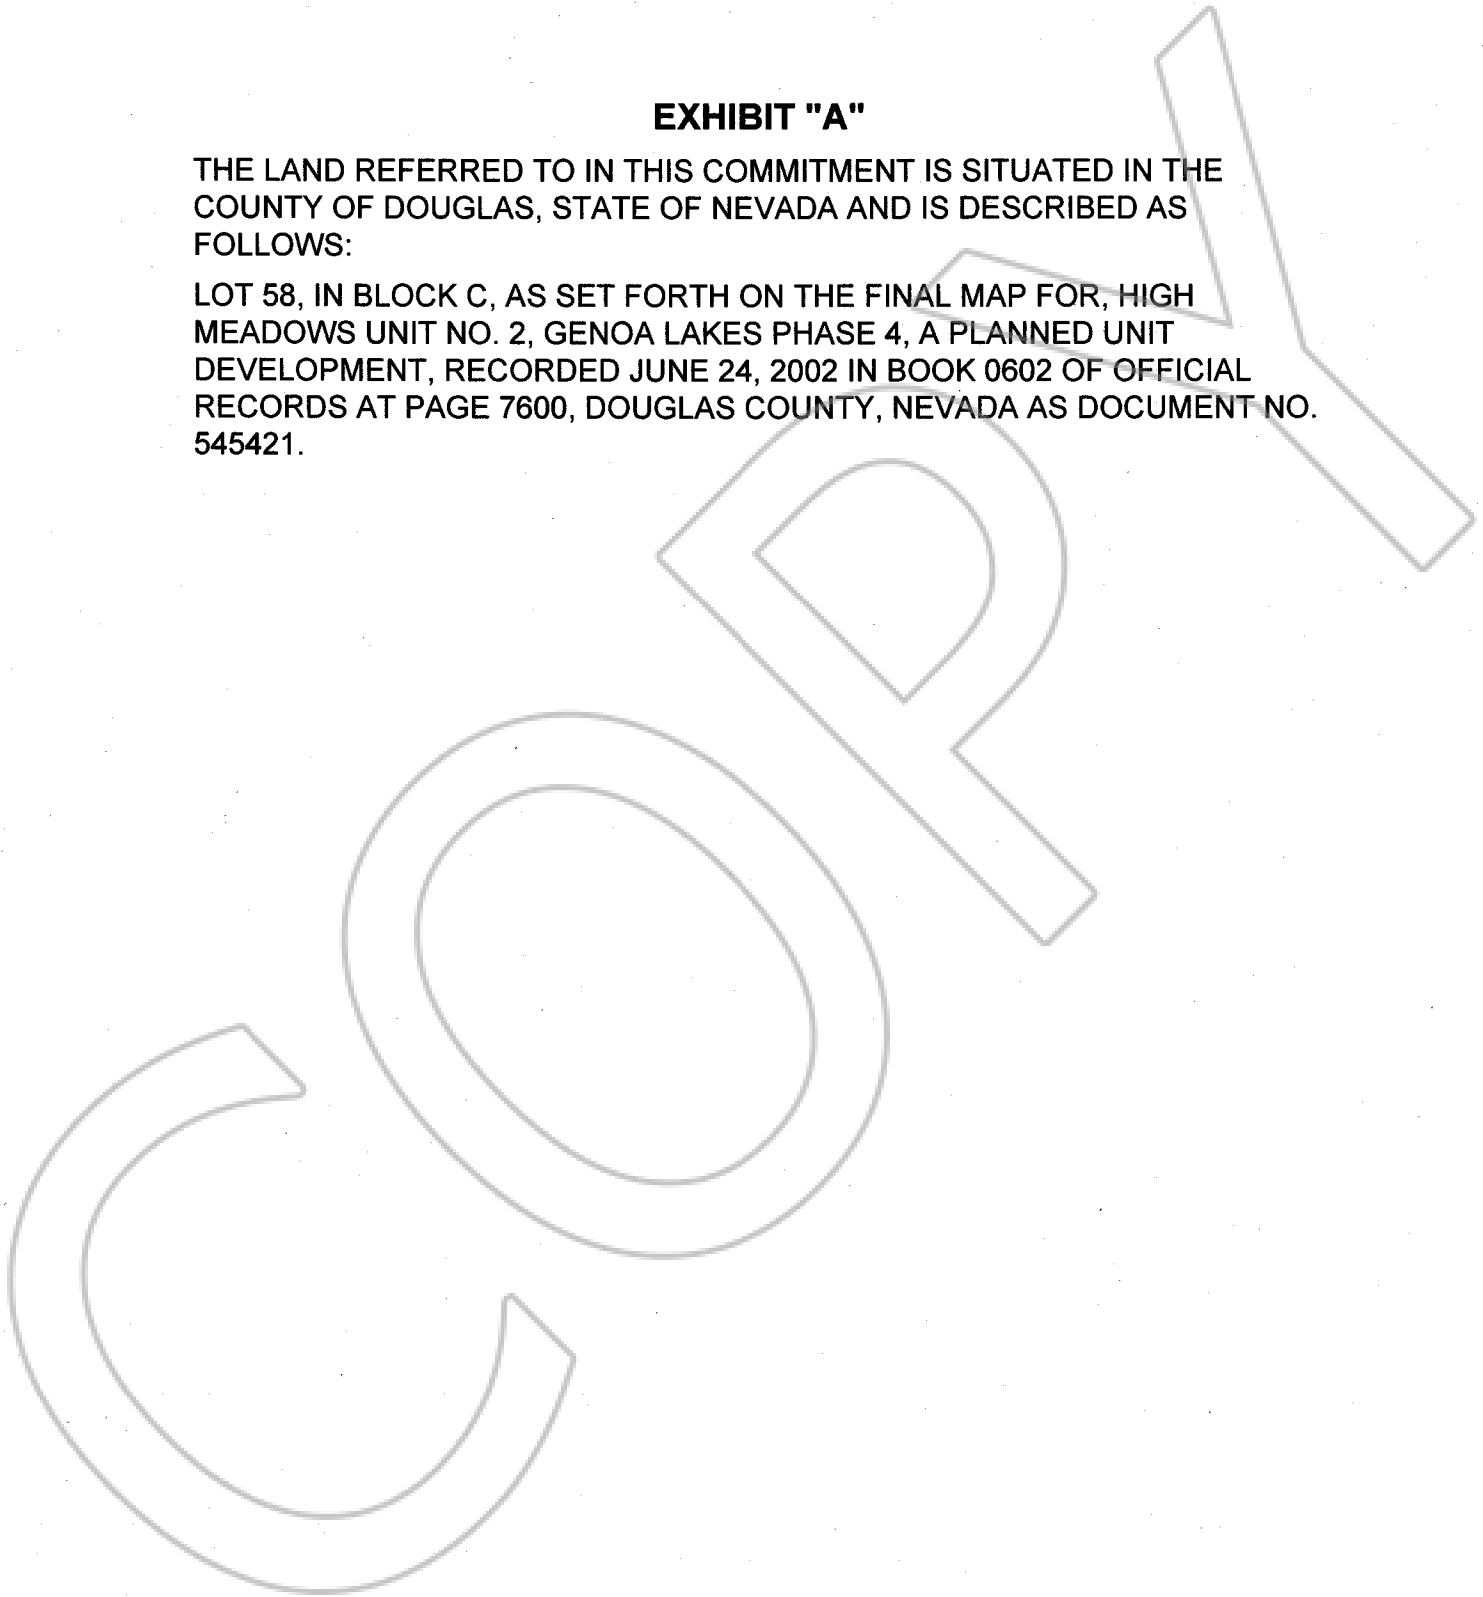 EXHIBIT "A"
THE LAND REFERRED TO IN THIS COMMITMENT IS SITUATED IN THE
COUNTY OF DOUGLAS, STATE OF NEVADA AND IS DESCRIBED AS
FOLLOWS:
LOT 58, IN BLOCK C, AS SET FORTH ON THE FINAL MAP FOR, HIGH
MEADOWS UNIT NO. 2, GENOA LAKES PHASE 4, A PLANNED UNIT
DEVELOPMENT, RECORDED JUNE 24, 2002 IN BOOK 0602 OF OFFICIAL
RECORDS AT PAGE 7600, DOUGLAS COUNTY, NEVADA AS DOCUMENT NO.
545421.
COPY